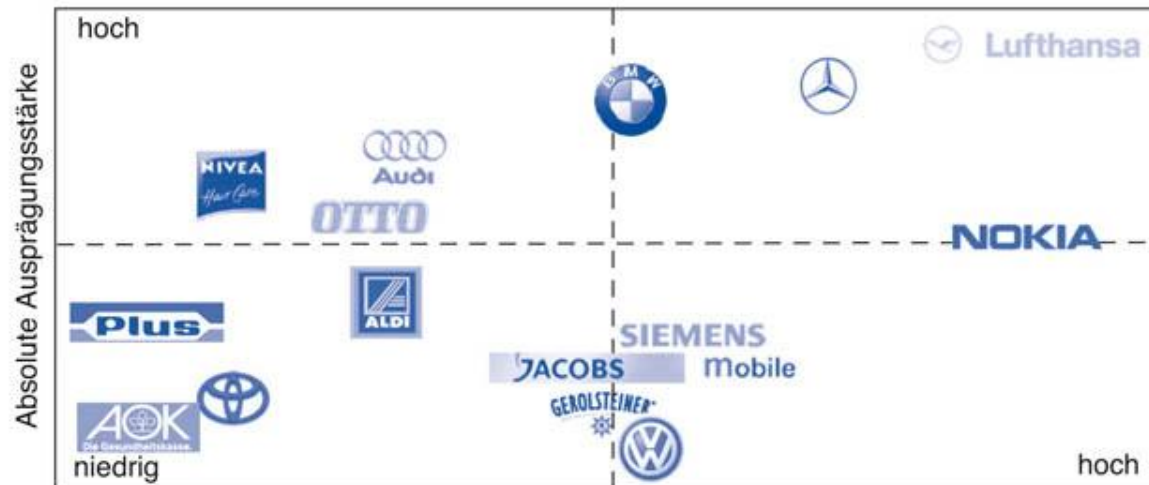 hoch
Lufthansa
BMW
NIVEA
Hair Care
Audi
OTTO
NOKIA
Absolute Ausprägungsstärke
ALDI
Plus
SIEMENS
mobile
JACOBS
GEROLSTEINER
AOK
Die Gesundheitskasse.
VW
niedrig
hoch